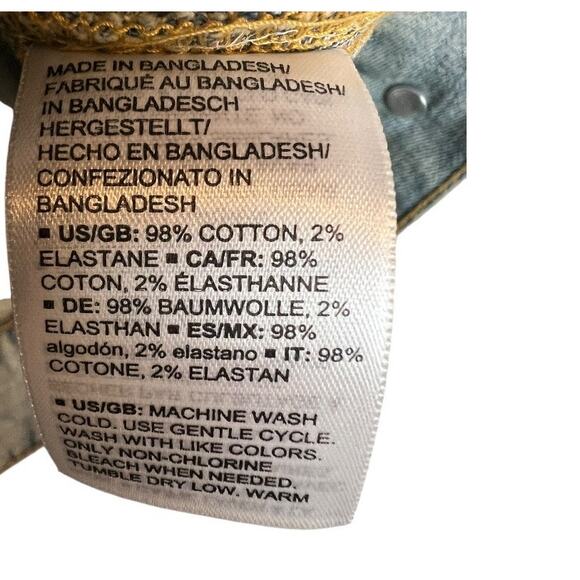 MADE IN BANGLADESH/
FABRIQUÉ AU BANGLADESH/
IN BANGLADESCH
HERGESTELLT/
HECHO EN BANGLADESH/
CONFEZIONATO IN
BANGLADESH
▪ US/GB: 98% COTTON, 2%
ELASTANE ▪ CA/FR: 98%
COTON, 2% ÉLASTHANNE
▪ DE: 98% BAUMWOLLE, 2%
ELASTHAN ▪ ES/MX: 98%
algodón, 2% elastano ▪ IT: 98%
COTONE, 2% ELASTAN
▪ US/GB: MACHINE WASH
COLD. USE GENTLE CYCLE.
WASH WITH LIKE COLORS.
ONLY NON-CHLORINE
BLEACH WHEN NEEDED.
TUMBLE DRY LOW. WARM